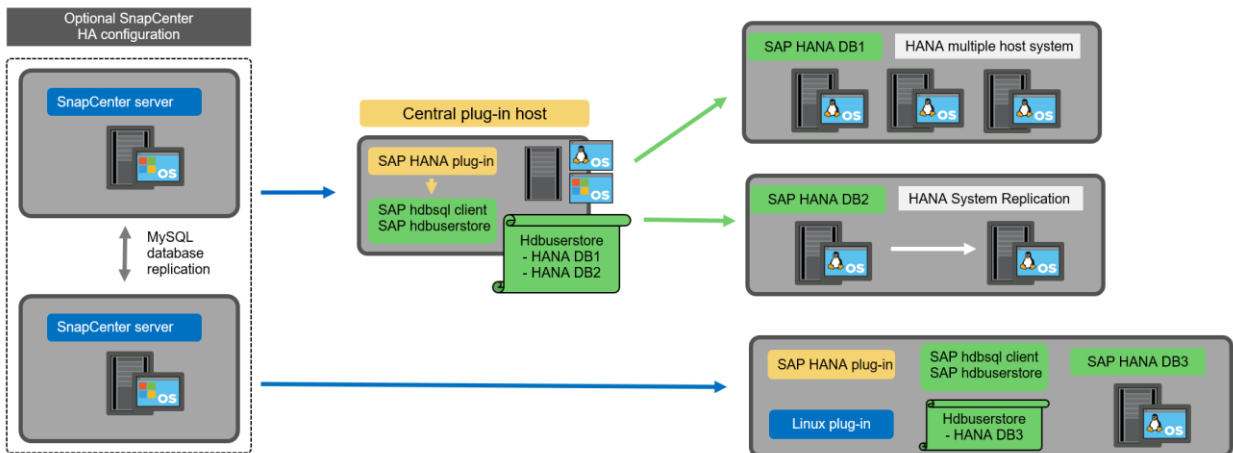 Optional SnapCenter
HA configuration
SnapCenter server
OS
MySQL
database
replication
SnapCenter server
OS
Central plug-in host
SAP HANA plug-in
SAP hdbsql client
SAP hdbuserstore
OS
OS
Hdbuserstore
- HANA DB1
- HANA DB2
SAP HANA DB1
HANA multiple host system
OS
OS
OS
SAP HANA DB2
HANA System Replication
OS
OS
SAP HANA plug-in
SAP hdbsql client
SAP hdbuserstore
SAP HANA DB3
Linux plug-in
Hdbuserstore
- HANA DB3
OS